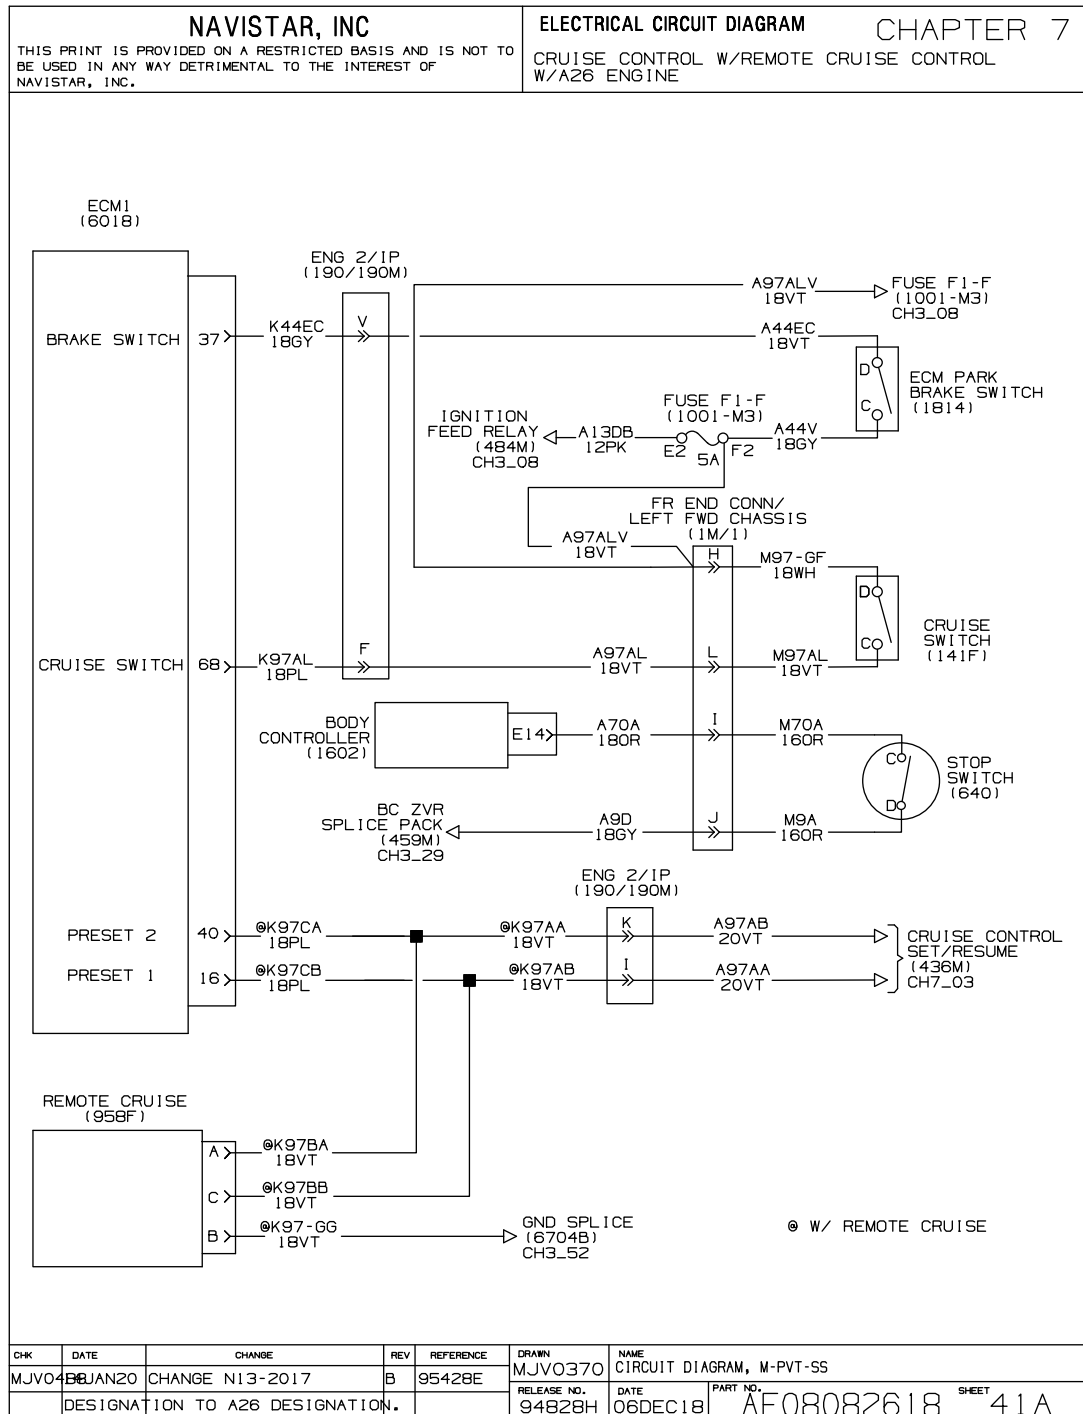 NAVISTAR, INC
THIS PRINT IS PROVIDED ON A RESTRICTED BASIS AND IS NOT TO
BE USED IN ANY WAY DETRIMENTAL TO THE INTEREST OF
NAVISTAR, INC.
ELECTRICAL CIRCUIT DIAGRAM
CHAPTER 7
CRUISE CONTROL W/REMOTE CRUISE CONTROL
W/A26 ENGINE
ECM1
(6018)
ENG 2/IP
(190/190M)
A97ALV
18VT
FUSE F1-F
(1001-M3)
CH3_08
BRAKE SWITCH
37
K44EC
18GY
V
A44EC
18VT
D
C
ECM PARK
BRAKE SWITCH
(1814)
IGNITION
FEED RELAY
(484M)
CH3_08
A13DB
12PK
FUSE F1-F
(1001-M3)
E2
5A
F2
A44V
18GY
FR END CONN/
LEFT FWD CHASSIS
(1M/1)
A97ALV
18VT
H
M97-GF
18WH
D
C
CRUISE
SWITCH
(141F)
CRUISE SWITCH
68
K97AL
18PL
F
A97AL
18VT
L
M97AL
18VT
BODY
CONTROLLER
(1602)
E14
A70A
18OR
I
M70A
16OR
C
D
STOP
SWITCH
(640)
BC ZVR
SPLICE PACK
(459M)
CH3_29
A9D
18GY
J
M9A
16OR
ENG 2/IP
(190/190M)
PRESET 2
40
@K97CA
18PL
@K97AA
18VT
K
A97AB
20VT
PRESET 1
16
@K97CB
18PL
@K97AB
18VT
I
A97AA
20VT
CRUISE CONTROL
SET/RESUME
(436M)
CH7_03
REMOTE CRUISE
(958F)
A
@K97BA
18VT
C
@K97BB
18VT
B
@K97-GG
18VT
GND SPLICE
(6704B)
CH3_52
@ W/ REMOTE CRUISE
CHK DATE CHANGE REV REFERENCE
CHANGE N13-2017 B 95428E
DESIGNATION TO A26 DESIGNATION.
DRAWN
MJV0370
NAME
CIRCUIT DIAGRAM, M-PVT-SS
RELEASE NO.
94828H
DATE
06DEC18
PART NO.
AF08082618
SHEET
41A